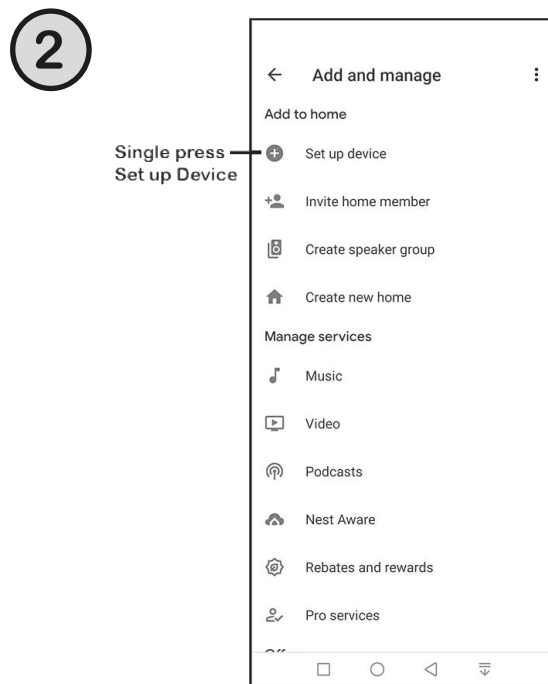 2
Add and manage
Add to home
Single press
Set up Device
Set up device
Invite home member
Create speaker group
Create new home
Manage services
Music
Video
Podcasts
Nest Aware
Rebates and rewards
Pro services